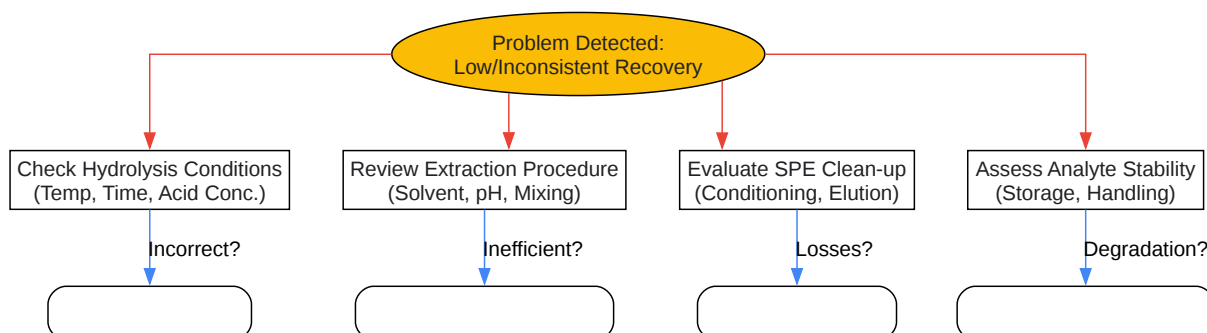 Problem Detected:
Low/Inconsistent Recovery
Check Hydrolysis Conditions
(Temp, Time, Acid Conc.)
Review Extraction Procedure
(Solvent, pH, Mixing)
Evaluate SPE Clean-up
(Conditioning, Elution)
Assess Analyte Stability
(Storage, Handling)
Incorrect?
Inefficient?
Losses?
Degradation?